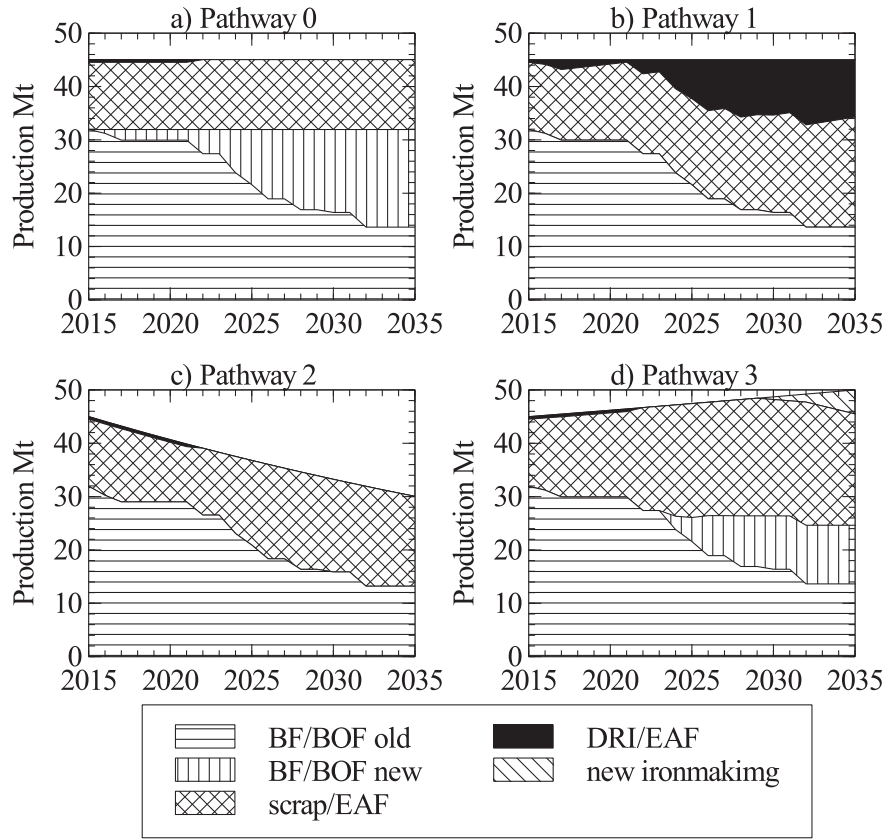 a) Pathway 0
b) Pathway 1
50
40
30
20
10
0
Production Mt
2015 2020 2025 2030 2035
50
40
30
20
10
0
Production Mt
2015 2020 2025 2030 2035
c) Pathway 2
d) Pathway 3
50
40
30
20
10
0
Production Mt
2015 2020 2025 2030 2035
50
40
30
20
10
0
Production Mt
2015 2020 2025 2030 2035
BF/BOF old
BF/BOF new
scrap/EAF
DRI/EAF
new ironmakimg